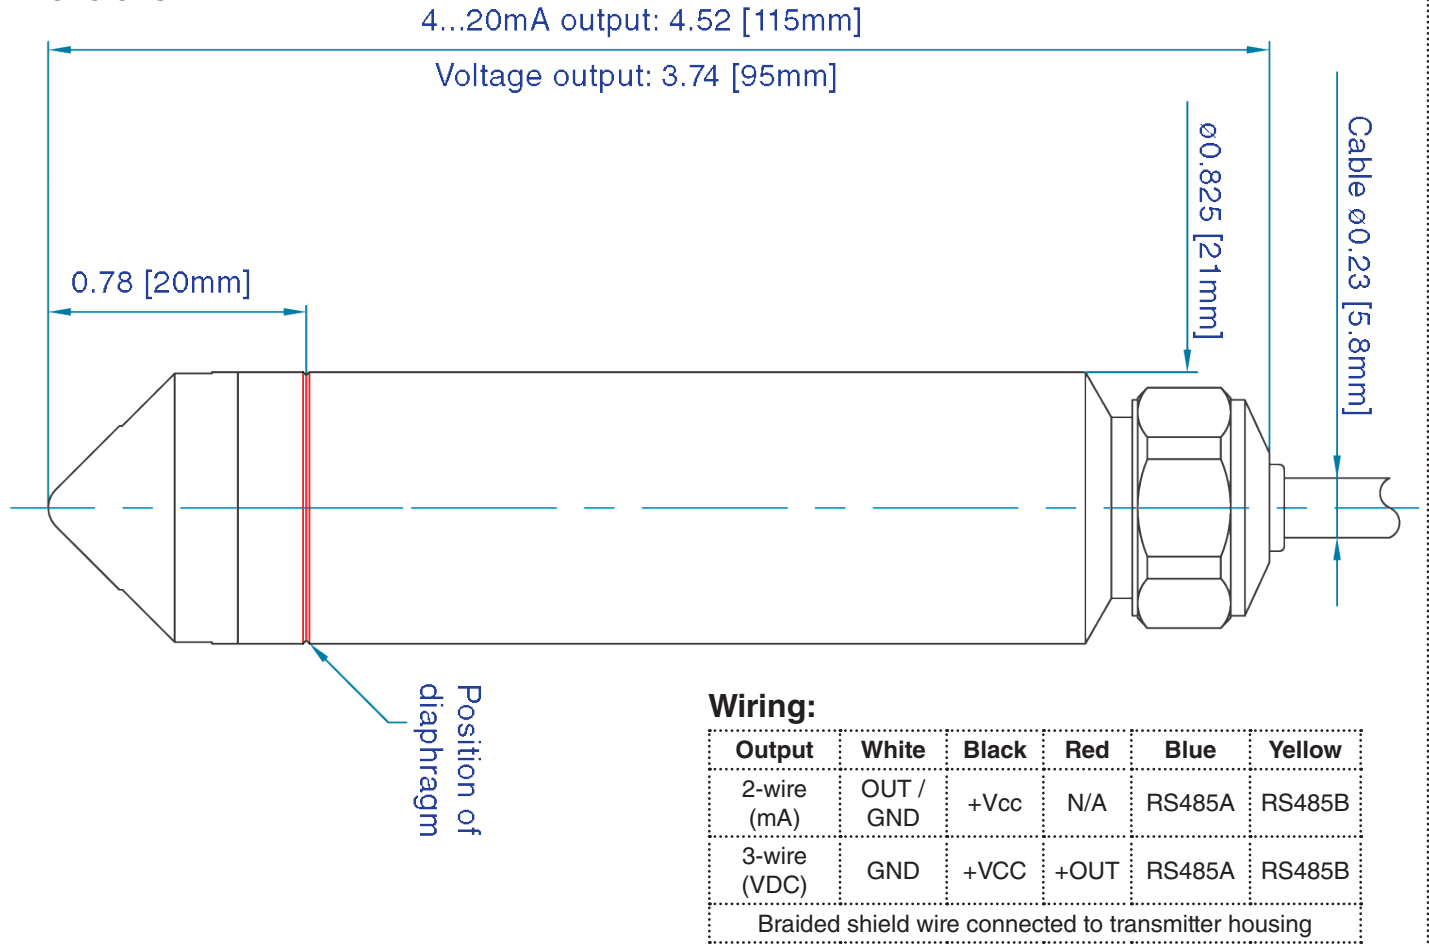 4...20mA output: 4.52 [115mm]
Voltage output: 3.74 [95mm]
0.78 [20mm]
ø0.825 [21mm]
Cable ø0.23 [5.8mm]
Position of
diaphragm
Wiring:
Output White Black Red Blue Yellow
2-wire (mA) OUT / GND +Vcc N/A RS485A RS485B
3-wire (VDC) GND +VCC +OUT RS485A RS485B
Braided shield wire connected to transmitter housing